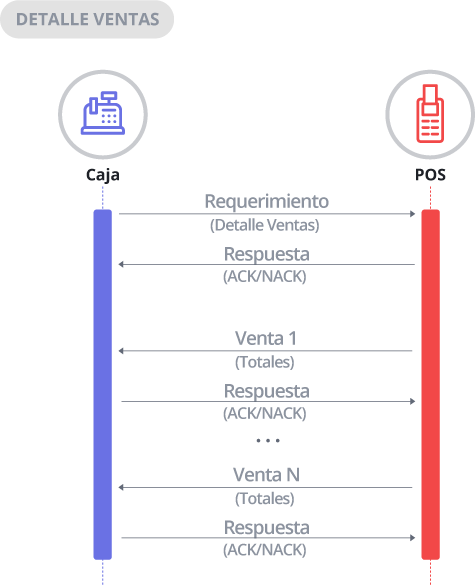 DETALLE VENTAS
Caja
POS
Requerimiento
(Detalle Ventas)
Respuesta
(ACK/NACK)
Venta 1
(Totales)
Respuesta
(ACK/NACK)
...
Venta N
(Totales)
Respuesta
(ACK/NACK)